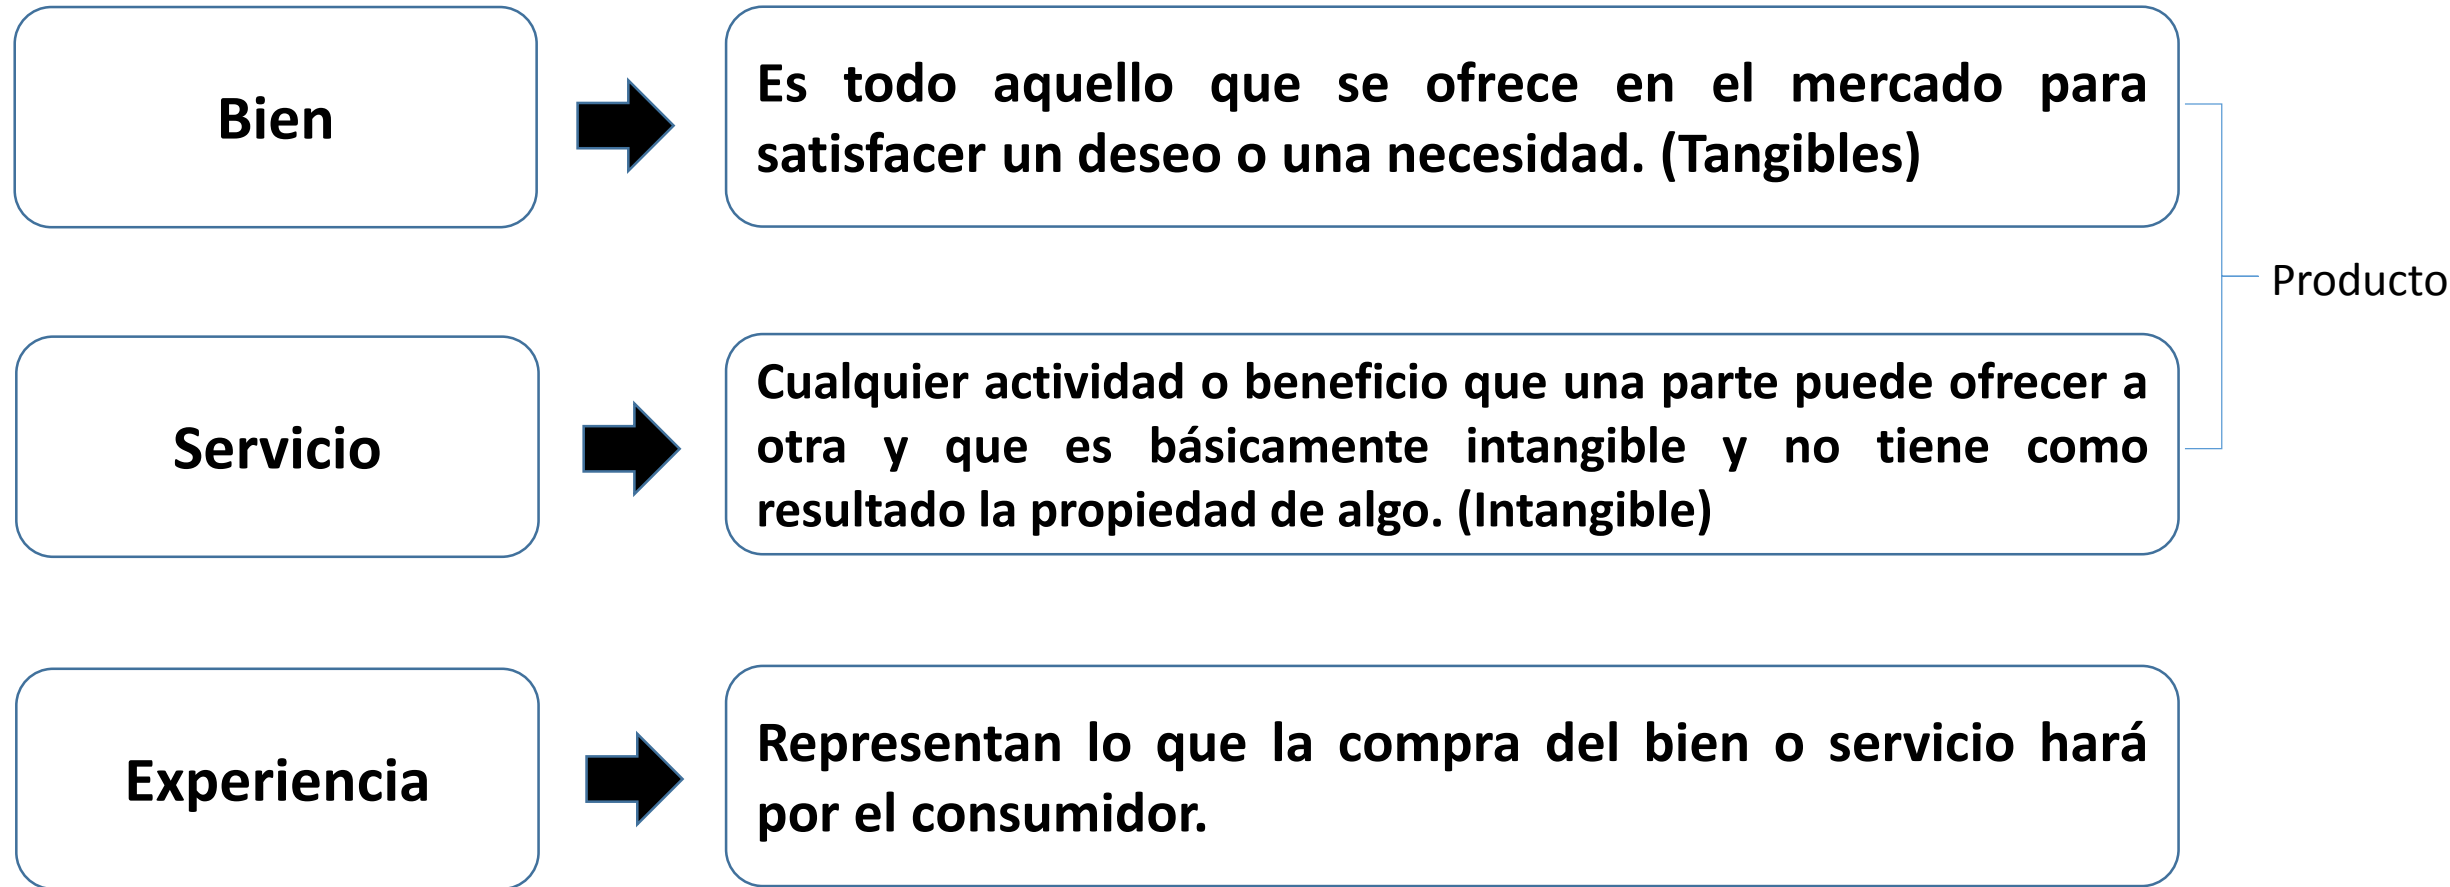 Bien
Es todo aquello que se ofrece en el mercado para
satisfacer un deseo o una necesidad. (Tangibles)
Producto
Servicio
Cualquier actividad o beneficio que una parte puede ofrecer a
otra y que es básicamente intangible y no tiene como
resultado la propiedad de algo. (Intangible)
Experiencia
Representan lo que la compra del bien o servicio hará
por el consumidor.